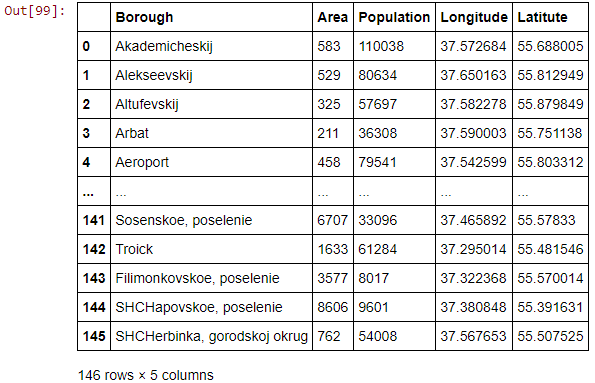 Out[99]:
Borough Area Population Longitude Latitute
0 Akademicheskij 583 110038 37.572684 55.688005
1 Alekseevskij 529 80634 37.650163 55.812949
2 Altufevskij 325 57697 37.582278 55.879849
3 Arbat 211 36308 37.590003 55.751138
4 Aeroport 458 79541 37.542599 55.803312
... ... ... ... ... ...
141 Sosenskoe, poselenie 6707 33096 37.465892 55.57833
142 Troick 1633 61284 37.295014 55.481546
143 Filimonkovskoe, poselenie 3577 8017 37.322368 55.570014
144 SHCHapovskoe, poselenie 8606 9601 37.380848 55.391631
145 SHCHerbinka, gorodskoj okrug 762 54008 37.567653 55.507525
146 rows × 5 columns